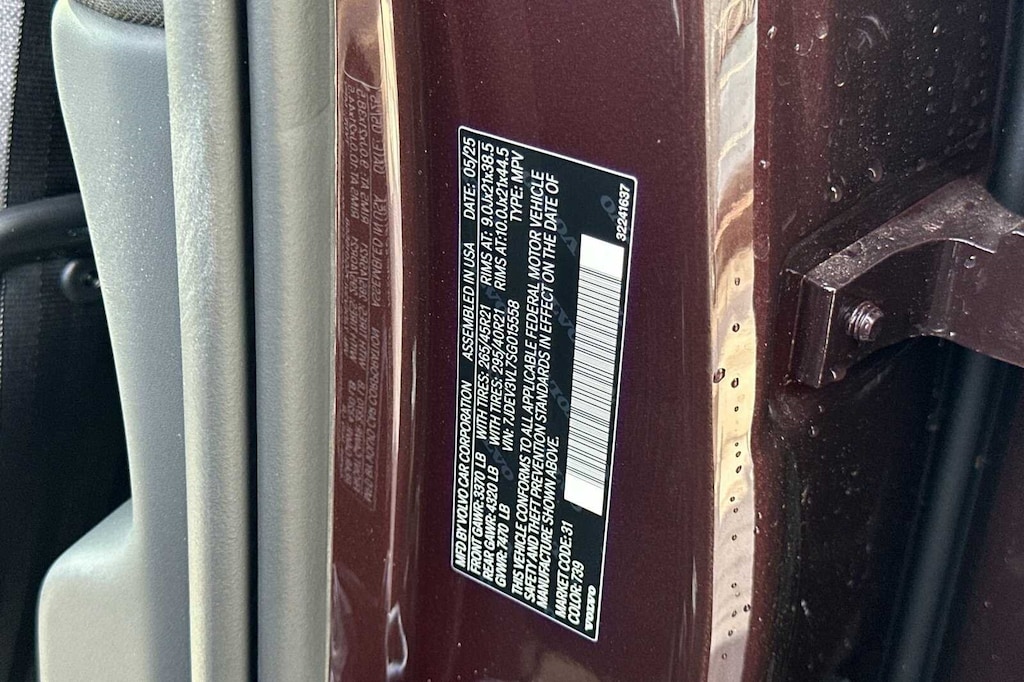 MFD BY VOLVO CAR CORPORATION ASSEMBLED IN USA DATE: 05/25
FRONT GAWR: 3370 LB WITH TIRES: 265/45R21 RIMS AT: 9.0Jx21x38.5
REAR GAWR: 4320 LB WITH TIRES: 295/40R21 RIMS AT: 10.0Jx21x44.5
GVWR: 7470 LB VIN: 7JDEV3VL7SG015558 TYPE: MPV
THIS VEHICLE CONFORMS TO ALL APPLICABLE FEDERAL MOTOR VEHICLE
SAFETY AND THEFT PREVENTION STANDARDS IN EFFECT ON THE DATE OF
MANUFACTURE SHOWN ABOVE.
MARKET CODE: 31
COLOR: 739
VOLVO
32241637